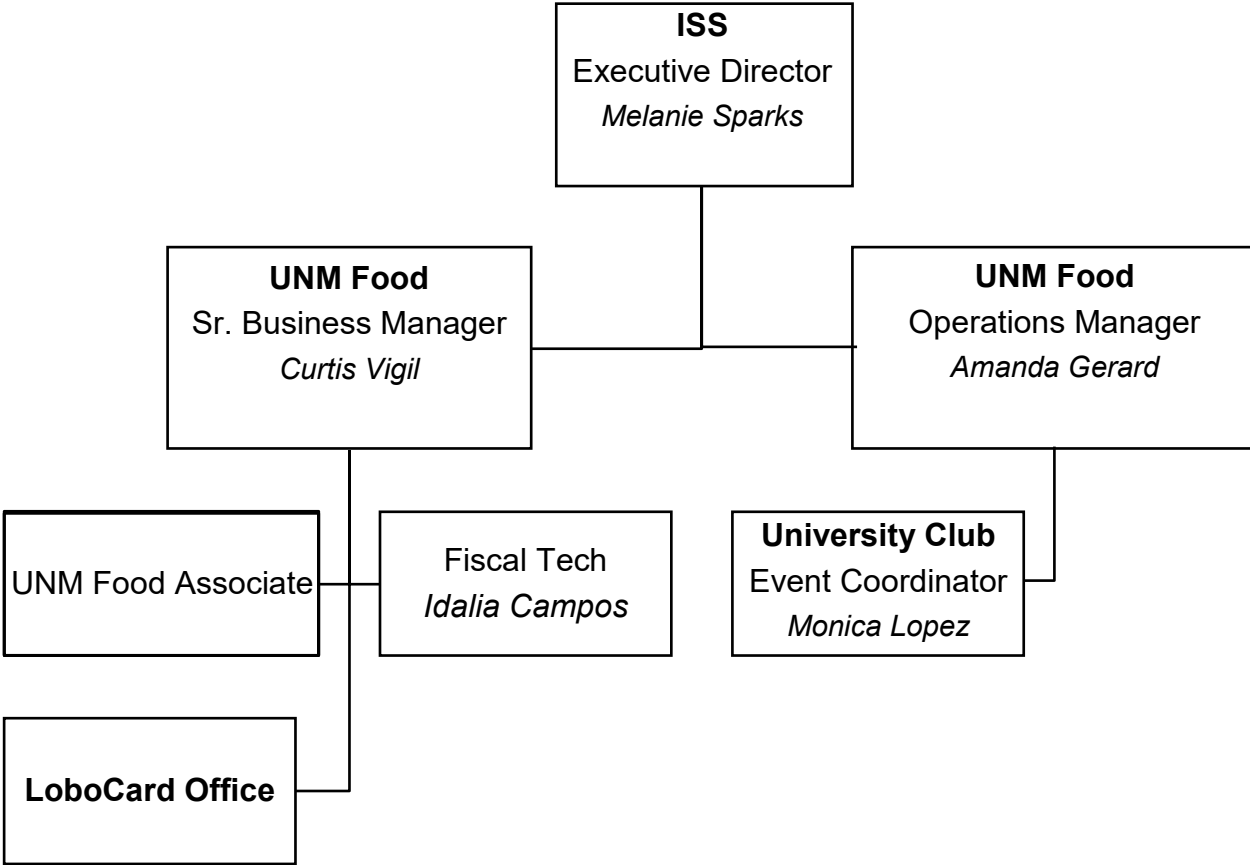 ISS
Executive Director
Melanie Sparks
UNM Food
Sr. Business Manager
Curtis Vigil
UNM Food
Operations Manager
Amanda Gerard
UNM Food Associate
Fiscal Tech
Idalia Campos
University Club
Event Coordinator
Monica Lopez
LoboCard Office